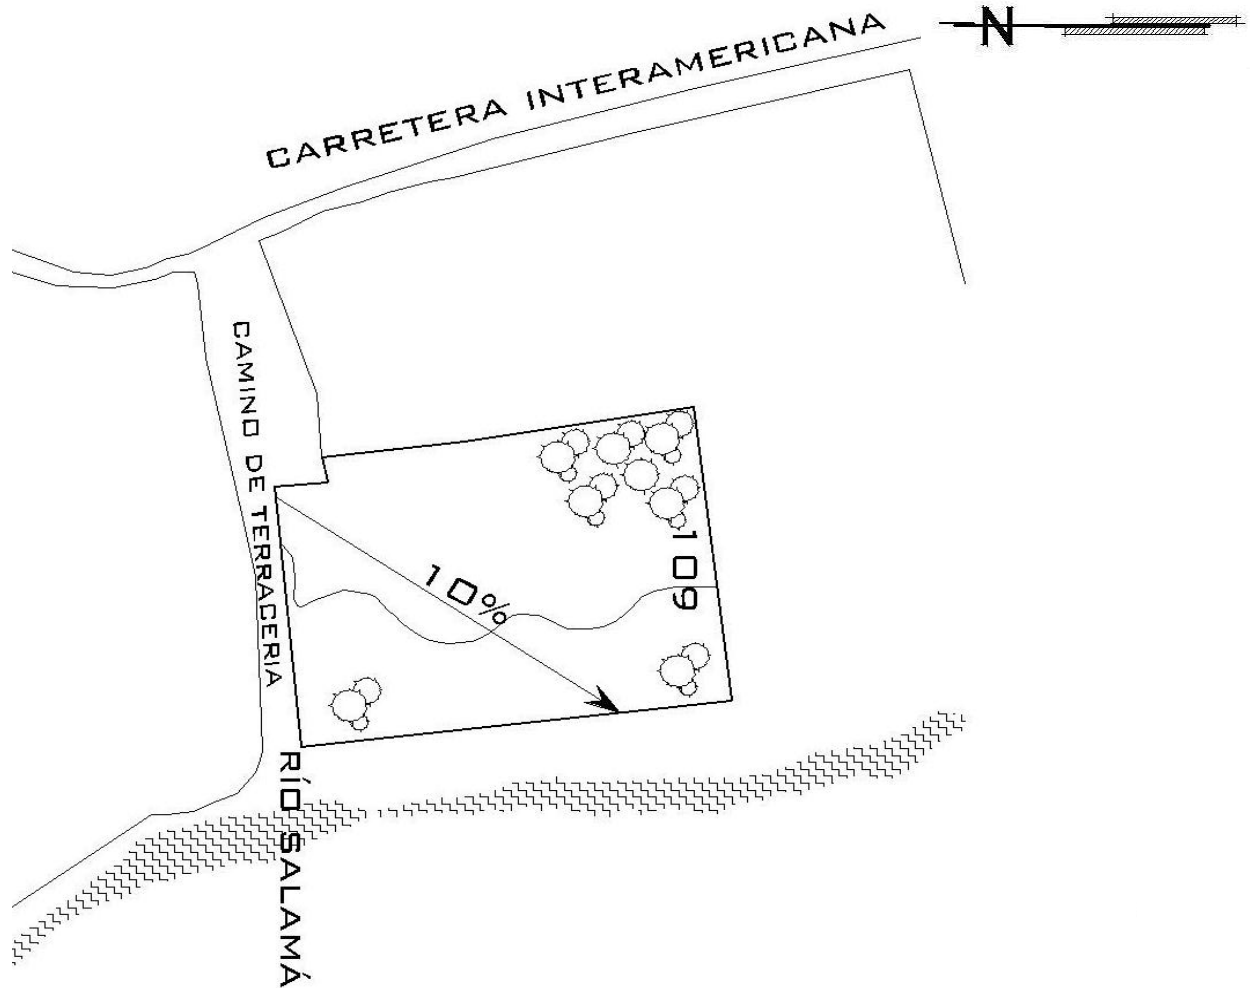 CARRETERA INTERAMERICANA
N
CAMINO DE TERRACERIA
10%
109
RÍO SALAMÁ